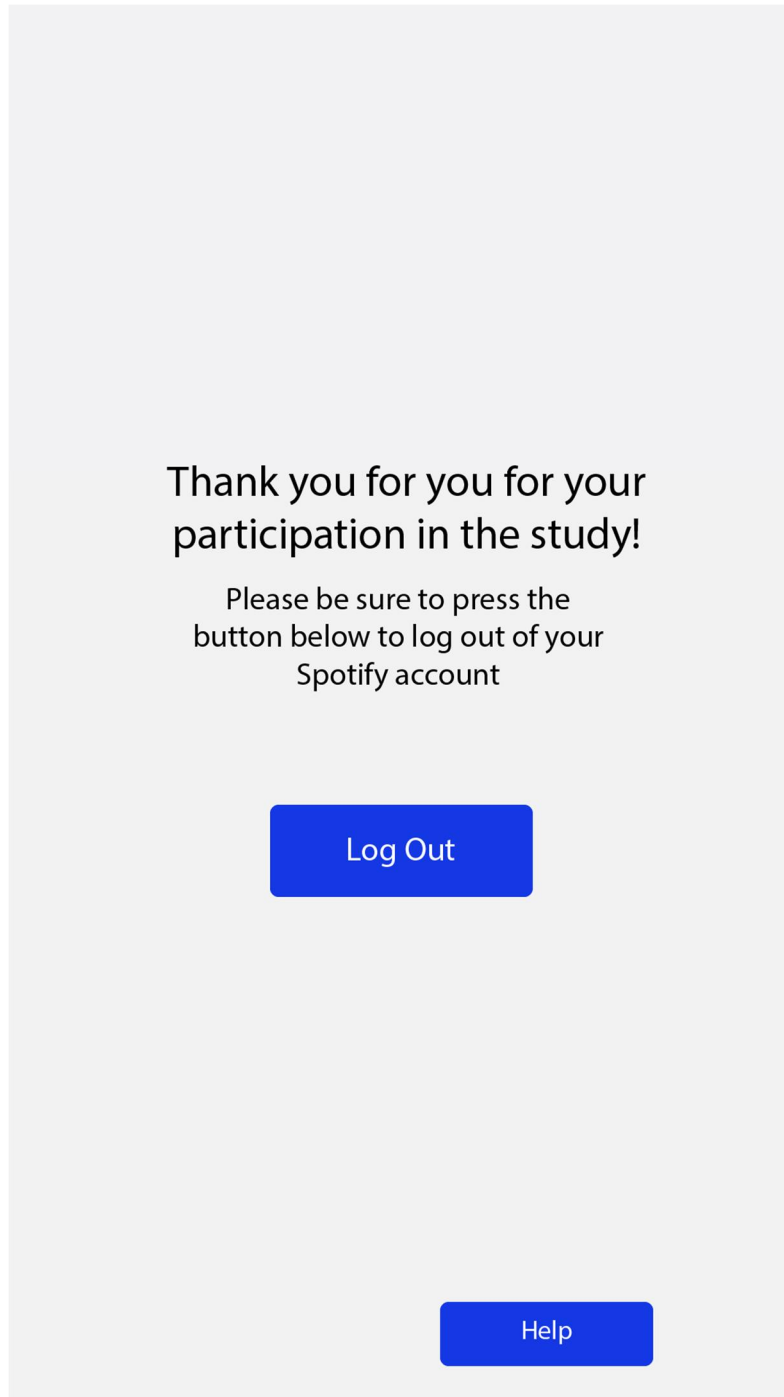 Thank you for you for your
participation in the study!
Please be sure to press the
button below to log out of your
Spotify account
Log Out
Help